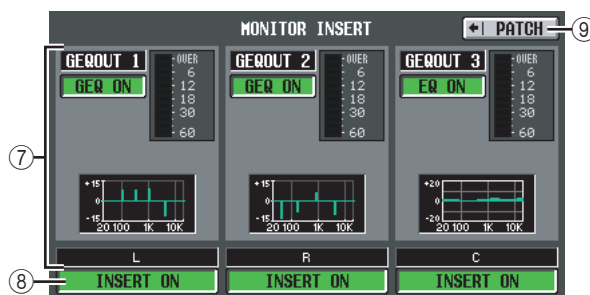 MONITOR INSERT
PATCH
⑨
GEQOUT 1
GEQ ON
OVER
6
12
18
30
60
+15
0
-15
20 100 1K 10K
GEQOUT 2
GEQ ON
OVER
6
12
18
30
60
+15
0
-15
20 100 1K 10K
GEQOUT 3
EQ ON
OVER
6
12
18
30
60
+20
0
-20
20 100 1K 10K
⑦
L
R
C
⑧
INSERT ON
INSERT ON
INSERT ON